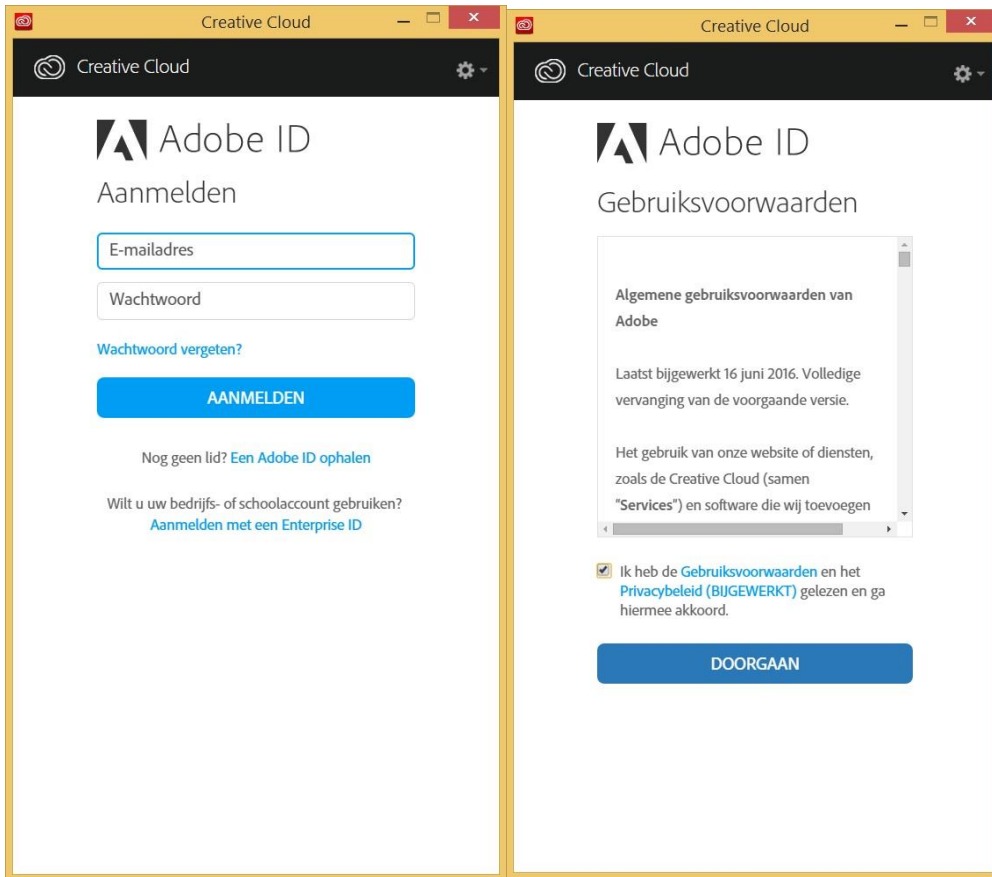 Creative Cloud
Creative Cloud
Adobe ID
Aanmelden
E-mailadres
Wachtwoord
Wachtwoord vergeten?
AANMELDEN
Nog geen lid? Een Adobe ID ophalen
Wilt u uw bedrijfs- of schoolaccount gebruiken?
Aanmelden met een Enterprise ID
Creative Cloud
Creative Cloud
Adobe ID
Gebruiksvoorwaarden
Algemene gebruiksvoorwaarden van
Adobe
Laatst bijgewerkt 16 juni 2016. Volledige
vervanging van de voorgaande versie.
Het gebruik van onze website of diensten,
zoals de Creative Cloud (samen
"Services") en software die wij toevoegen
Ik heb de Gebruiksvoorwaarden en het
Privacybeleid (BIJGEWERKT) gelezen en ga
hiermee akkoord.
DOORGAAN